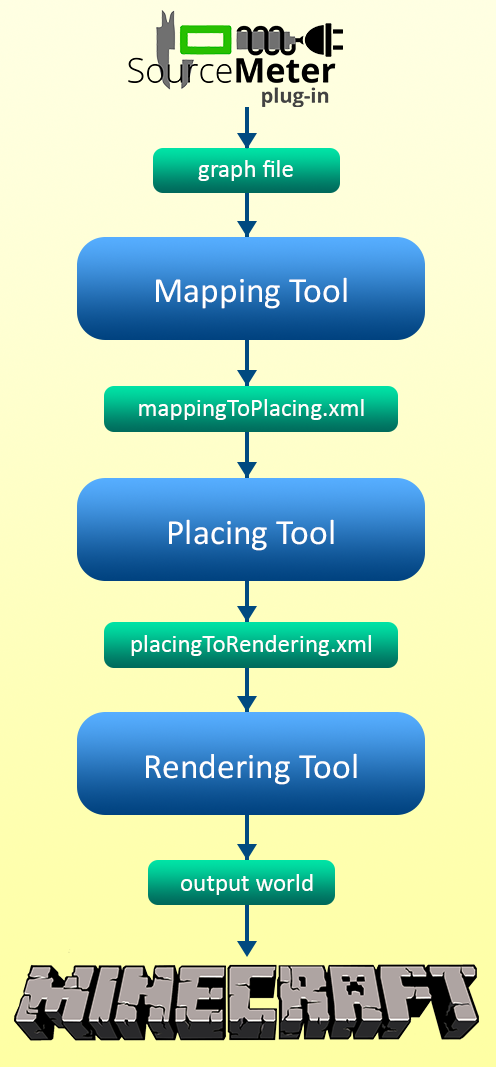 SourceMeter
plug-in
graph file
Mapping Tool
mappingToPlacing.xml
Placing Tool
placingToRendering.xml
Rendering Tool
output world
MINECRAFT